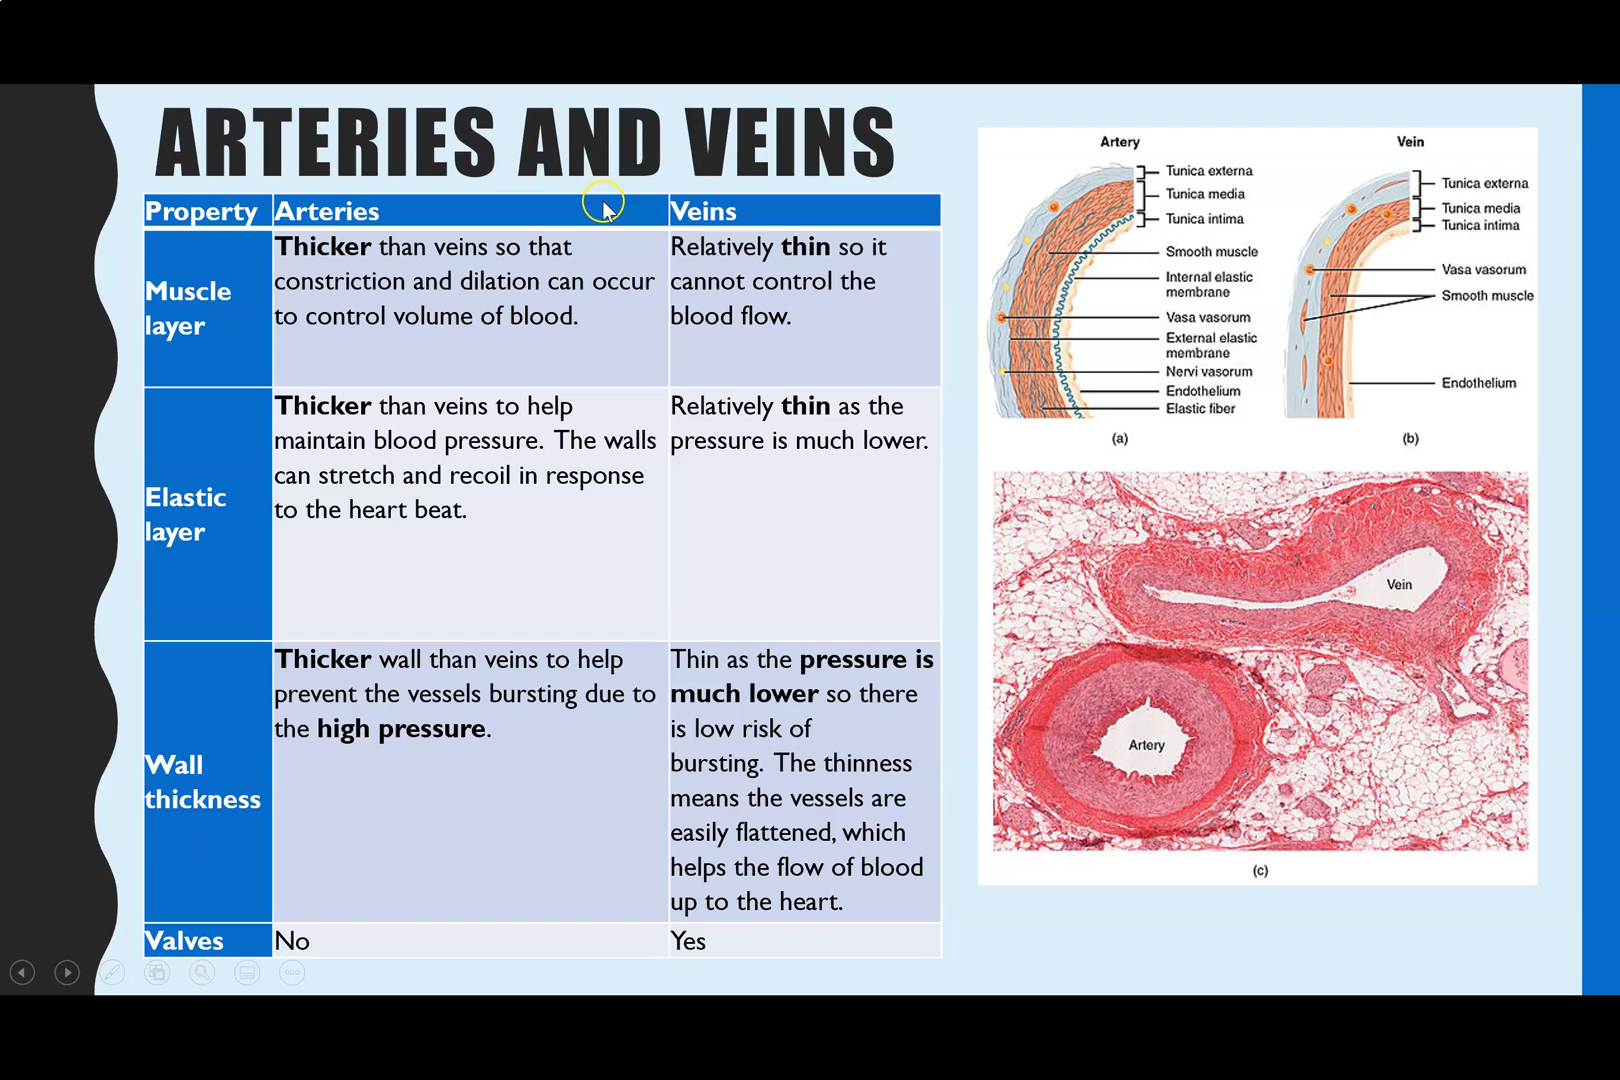 ARTERIES AND VEINS
Property Arteries Veins
Muscle
layer
Thicker than veins so that
constriction and dilation can occur
to control volume of blood.
Relatively thin so it
cannot control the
blood flow.
Elastic
layer
Thicker than veins to help
maintain blood pressure. The walls
can stretch and recoil in response
to the heart beat.
Relatively thin as the
pressure is much lower.
Wall
thickness
Thicker wall than veins to help
prevent the vessels bursting due to
the high pressure.
Thin as the pressure is
much lower so there
is low risk of
bursting. The thinness
means the vessels are
easily flattened, which
helps the flow of blood
up to the heart.
Valves No Yes
Artery
Tunica externa
Tunica media
Tunica intima
Smooth muscle
Internal elastic
membrane
Vasa vasorum
External elastic
membrane
Nervi vasorum
Endothelium
Elastic fiber
(a)
Vein
Tunica externa
Tunica media
Tunica intima
Vasa vasorum
Smooth muscle
Endothelium
(b)
Vein
Artery
(c)